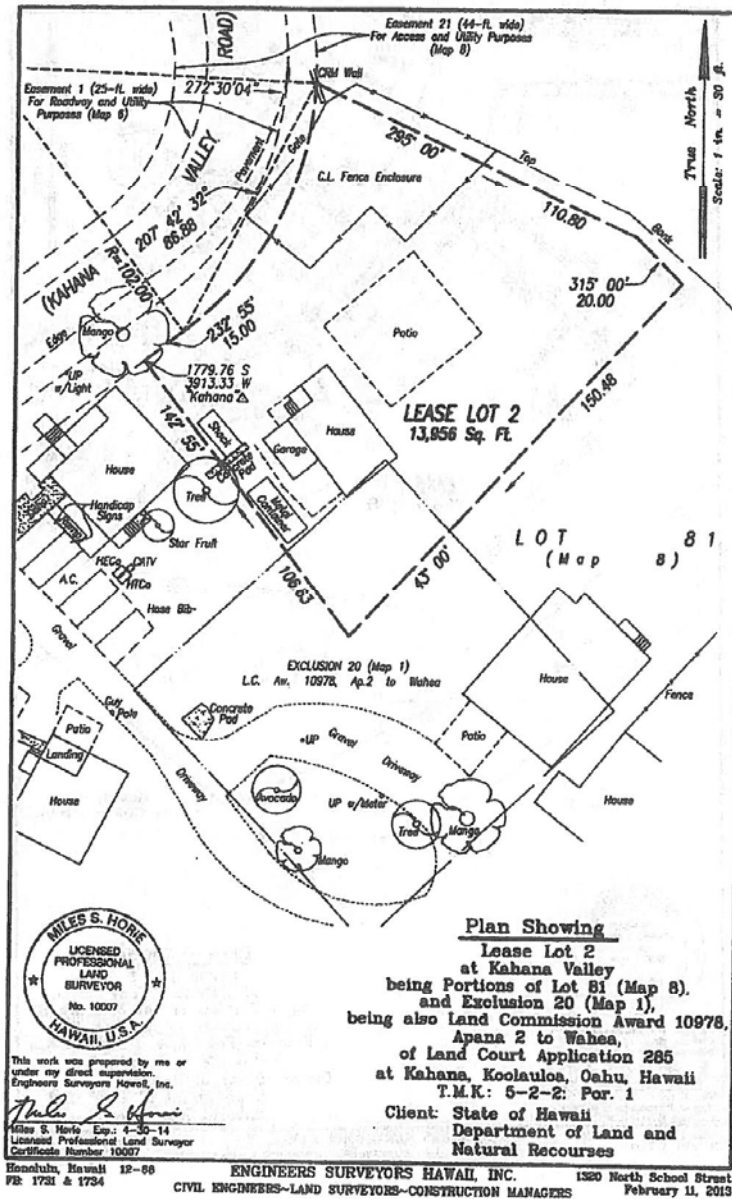 Easement 21 (44-ft. wide)
For Access and Utility Purposes
(Map 8)
ROAD)
CRM Wall
Easement 1 (25-ft. wide)
For Roadway and Utility
Purposes (Map 6)
272°30'04"
True North
Scale: 1 in. = 30 ft.
VALLEY
Pavement
Gate
295° 00'
Top
C.L. Fence Enclosure
110.80
Bank
207° 42' 32"
86.88
(KAHANA
R=102.00
315° 00'
20.00
Edge
Mango
232° 55'
15.00
Patio
UP
w/Light
1779.76 S
3913.33 W
"Kahana"
150.48
LEASE LOT 2
13,956 Sq. Ft.
142° 55'
Shack
House
Garage
Concrete
Pad
House
Tree
Container
Handicap
Signs
Ramp
Star Fruit
LOT 81
(Map 8)
HECo CATV
HTCo
A.C.
Hose Bib
106.63
43° 00'
Gravel
EXCLUSION 20 (Map 1)
L.C. Aw. 10978, Ap.2 to Wahea
House
Fence
Guy
Pole
Concrete
Pad
UP
Gravel
Driveway
Patio
Patio
Landing
Driveway
House
Avocado
UP w/Meter
Tree
Mango
House
Mango
MILES S. HORIE
LICENSED
PROFESSIONAL
LAND
SURVEYOR
No. 10007
HAWAII, U.S.A.
Plan Showing
Lease Lot 2
at Kahana Valley
being Portions of Lot 81 (Map 8),
and Exclusion 20 (Map 1),
being also Land Commission Award 10978,
Apana 2 to Wahea,
of Land Court Application 285
at Kahana, Koolauloa, Oahu, Hawaii
T.M.K.: 5-2-2: Por. 1
Client: State of Hawaii
Department of Land and
Natural Recourses
This work was prepared by me or
under my direct supervision.
Engineers Surveyors Hawaii, Inc.
Miles S. Horie Exp.: 4-30-14
Licensed Professional Land Surveyor
Certificate Number 10007
Honolulu, Hawaii 12-68
FB: 1731 & 1734
ENGINEERS SURVEYORS HAWAII, INC.
CIVIL ENGINEERS~LAND SURVEYORS~CONSTRUCTION MANAGERS
1320 North School Street
February 11, 2013